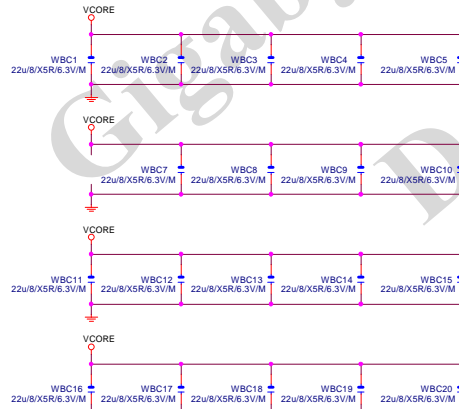 VCORE
WBC1 WBC2 WBC3 WBC4 WBC5
22u/8/X5R/6.3V/M 22u/8/X5R/6.3V/M 22u/8/X5R/6.3V/M 22u/8/X5R/6.3V/M 22u/8/X5R/6.3V/M
VCORE
WBC7 WBC8 WBC9 WBC10
22u/8/X5R/6.3V/M 22u/8/X5R/6.3V/M 22u/8/X5R/6.3V/M 22u/8/X5R/6.3V/M
VCORE
WBC11 WBC12 WBC13 WBC14 WBC15
22u/8/X5R/6.3V/M 22u/8/X5R/6.3V/M 22u/8/X5R/6.3V/M 22u/8/X5R/6.3V/M 22u/8/X5R/6.3V/M
VCORE
WBC16 WBC17 WBC18 WBC19 WBC20
22u/8/X5R/6.3V/M 22u/8/X5R/6.3V/M 22u/8/X5R/6.3V/M 22u/8/X5R/6.3V/M 22u/8/X5R/6.3V/M